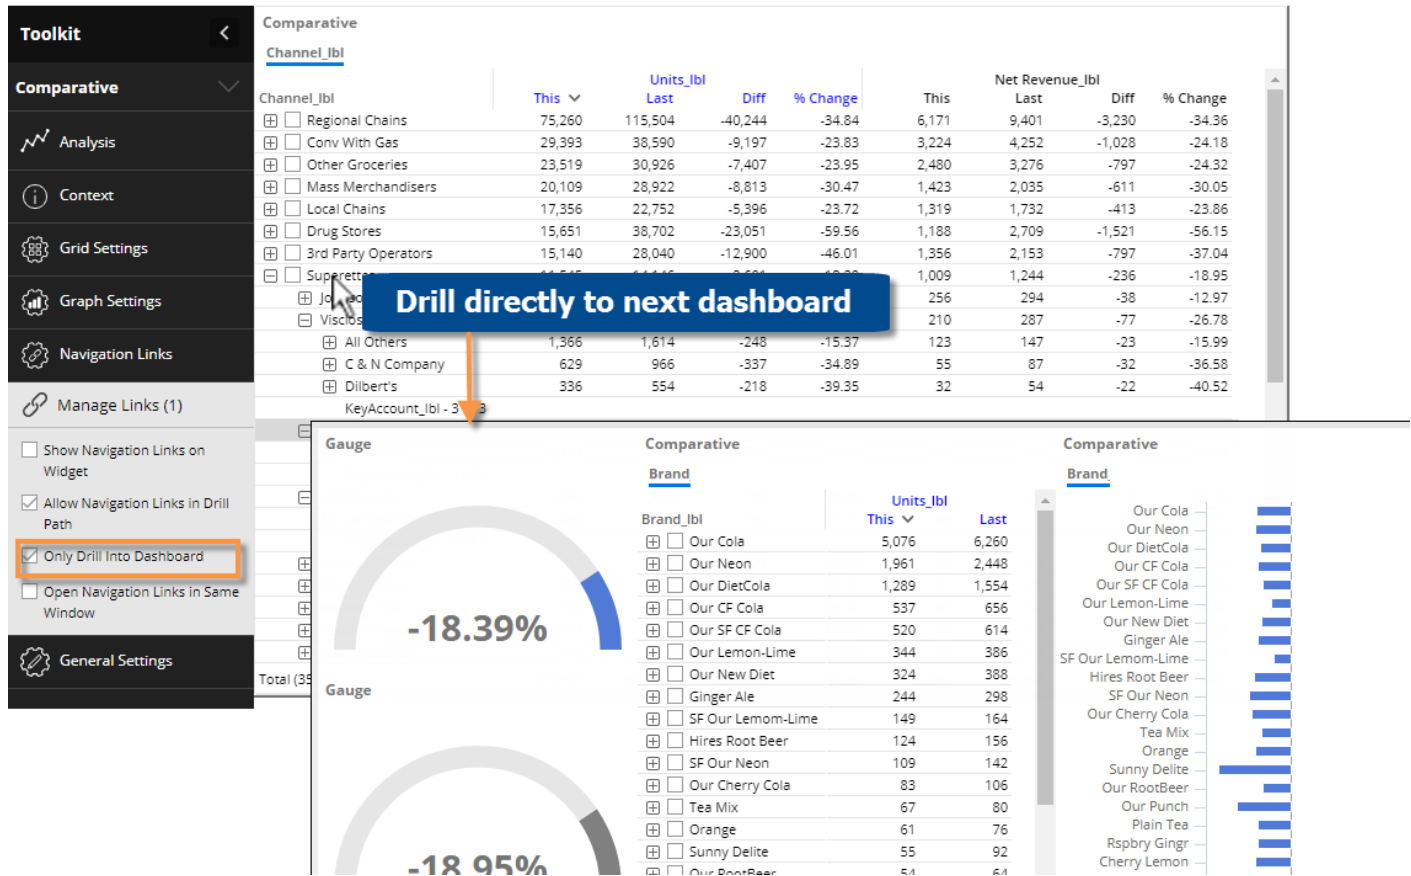 Toolkit
Comparative
Analysis
Context
Grid Settings
Graph Settings
Navigation Links
Manage Links (1)
Show Navigation Links on
Widget
Allow Navigation Links in Drill
Path
Only Drill Into Dashboard
Open Navigation Links in Same
Window
General Settings
Comparative
Channel_lbl
Units_lbl Net Revenue_lbl
Channel_lbl This Last Diff % Change This Last Diff % Change
Regional Chains 75,260 115,504 -40,244 -34.84 6,171 9,401 -3,230 -34.36
Conv With Gas 29,393 38,590 -9,197 -23.83 3,224 4,252 -1,028 -24.18
Other Groceries 23,519 30,926 -7,407 -23.95 2,480 3,276 -797 -24.32
Mass Merchandisers 20,109 28,922 -8,813 -30.47 1,423 2,035 -611 -30.05
Local Chains 17,356 22,752 -5,396 -23.72 1,319 1,732 -413 -23.86
Drug Stores 15,651 38,702 -23,051 -59.56 1,188 2,709 -1,521 -56.15
3rd Party Operators 15,140 28,040 -12,900 -46.01 1,356 2,153 -797 -37.04
Superettes 1,009 1,244 -236 -18.95
256 294 -38 -12.97
210 287 -77 -26.78
Drill directly to next dashboard
All Others 1,366 1,614 -248 -15.37 123 147 -23 -15.99
C & N Company 629 966 -337 -34.89 55 87 -32 -36.58
Dilbert's 336 554 -218 -39.35 32 54 -22 -40.52
KeyAccount_lbl - 3
Total (35
Gauge
-18.39%
Gauge
-18.95%
Comparative
Brand
Units_lbl
Brand_lbl This Last
Our Cola 5,076 6,260
Our Neon 1,961 2,448
Our DietCola 1,289 1,554
Our CF Cola 537 656
Our SF CF Cola 520 614
Our Lemon-Lime 344 386
Our New Diet 324 388
Ginger Ale 244 298
SF Our Lemom-Lime 149 164
Hires Root Beer 124 156
SF Our Neon 109 142
Our Cherry Cola 83 106
Tea Mix 67 80
Orange 61 76
Sunny Delite 55 92
Our RootBeer 54 64
Comparative
Brand
Our Cola
Our Neon
Our DietCola
Our CF Cola
Our SF CF Cola
Our Lemon-Lime
Our New Diet
Ginger Ale
SF Our Lemom-Lime
Hires Root Beer
SF Our Neon
Our Cherry Cola
Tea Mix
Orange
Sunny Delite
Our RootBeer
Our Punch
Plain Tea
Rspbry Gingr
Cherry Lemon